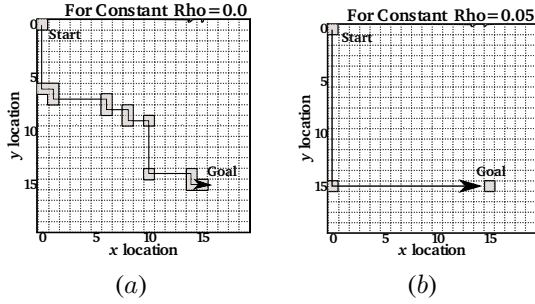 For Constant Rho=0.0
0
Start
5
10
15
y location
Goal
0 5 10 15
x location
(a)
For Constant Rho=0.05
0
Start
5
10
15
y location
Goal
0 5 10 15
x location
(b)